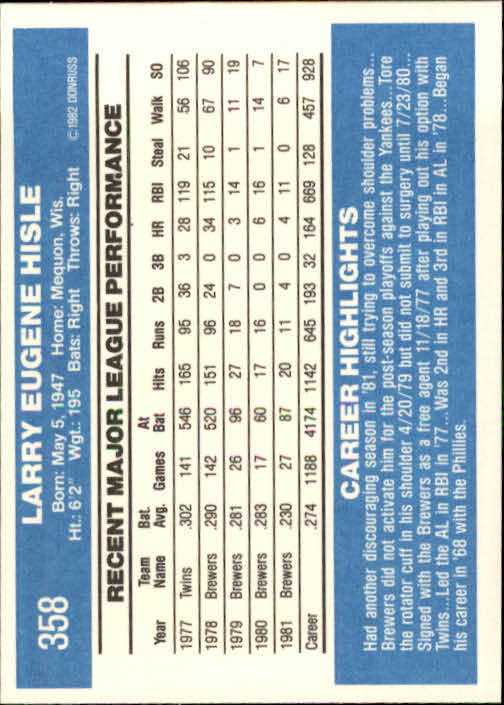 358
LARRY EUGENE HISLE
Born: May 5, 1947 Home: Mequon, Wis.
Ht.: 6'2" Wgt.: 195 Bats: Right Throws: Right
©1982 DONRUSS
RECENT MAJOR LEAGUE PERFORMANCE
Year Team Name Bat. Avg. Games At Bat Hits Runs 2B 3B HR RBI Steal Walk SO
1977 Twins .302 141 546 165 95 36 3 28 119 21 56 106
1978 Brewers .290 142 520 151 96 24 0 34 115 10 67 90
1979 Brewers .281 26 96 27 18 7 0 3 14 1 11 19
1980 Brewers .283 17 60 17 16 0 0 6 16 1 14 7
1981 Brewers .230 27 87 20 11 4 0 4 11 0 6 17
Career .274 1188 4174 1142 645 193 32 164 669 128 457 928
CAREER HIGHLIGHTS
Had another discouraging season in '81, still trying to overcome shoulder problems...
Brewers did not activate him for the post-season playoffs against the Yankees...Tore
the rotator cuff in his shoulder 4/20/79 but did not submit to surgery until 7/23/80...
Signed with the Brewers as a free agent 11/18/77 after playing out his option with
Twins...Led the AL in RBI in '77...Was 2nd in HR and 3rd in RBI in AL in '78...Began
his career in '68 with the Phillies.